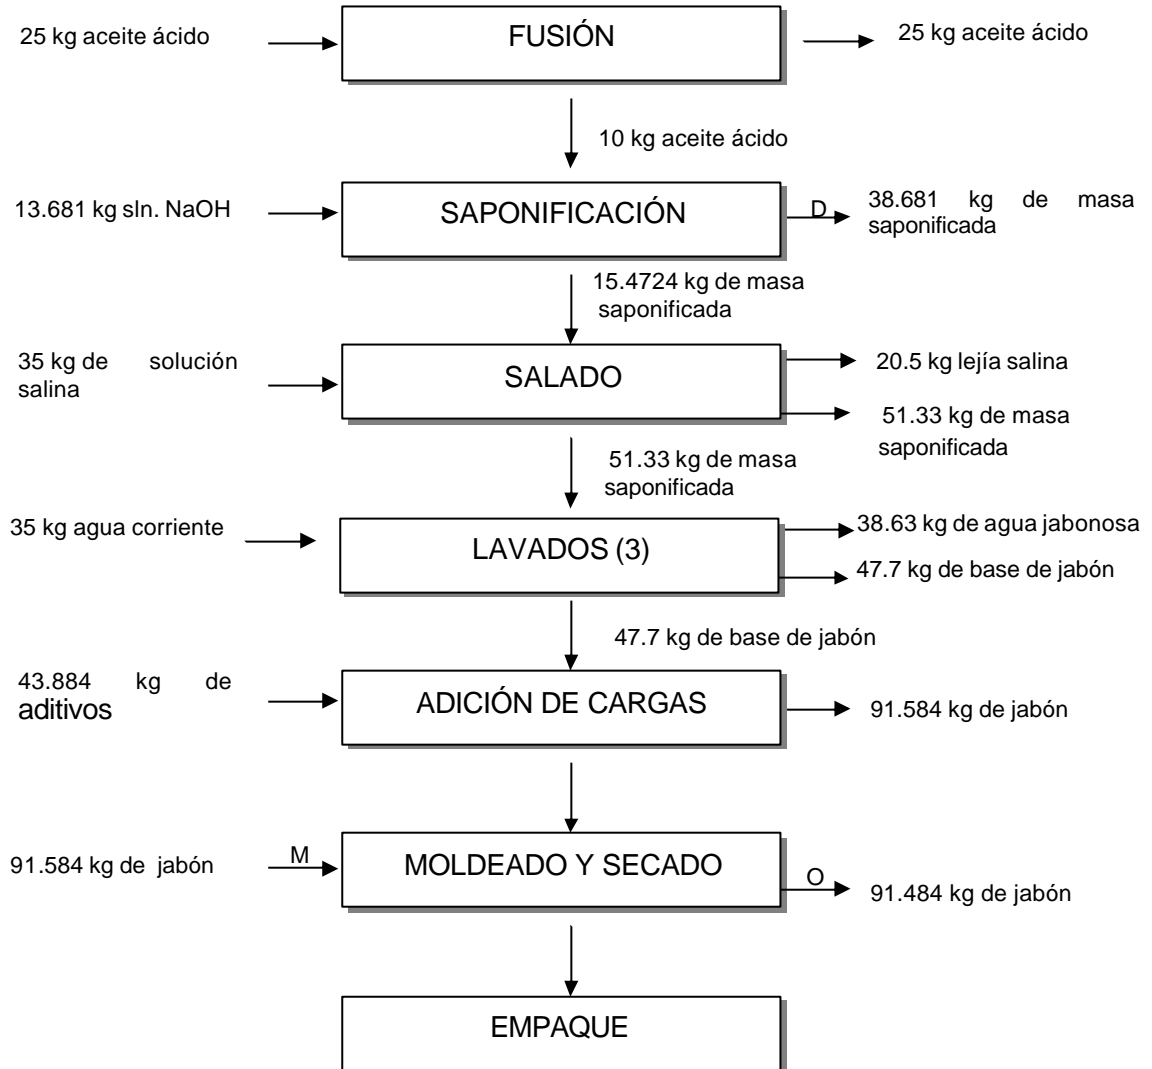 25 kg aceite ácido
FUSIÓN
25 kg aceite ácido
10 kg aceite ácido
13.681 kg sln. NaOH
SAPONIFICACIÓN
D
38.681 kg de masa
saponificada
15.4724 kg de masa
saponificada
35 kg de solución
salina
SALADO
20.5 kg lejía salina
51.33 kg de masa
saponificada
51.33 kg de masa
saponificada
35 kg agua corriente
LAVADOS (3)
38.63 kg de agua jabonosa
47.7 kg de base de jabón
47.7 kg de base de jabón
43.884 kg de
aditivos
ADICIÓN DE CARGAS
91.584 kg de jabón
91.584 kg de jabón
M
MOLDEADO Y SECADO
O
91.484 kg de jabón
EMPAQUE